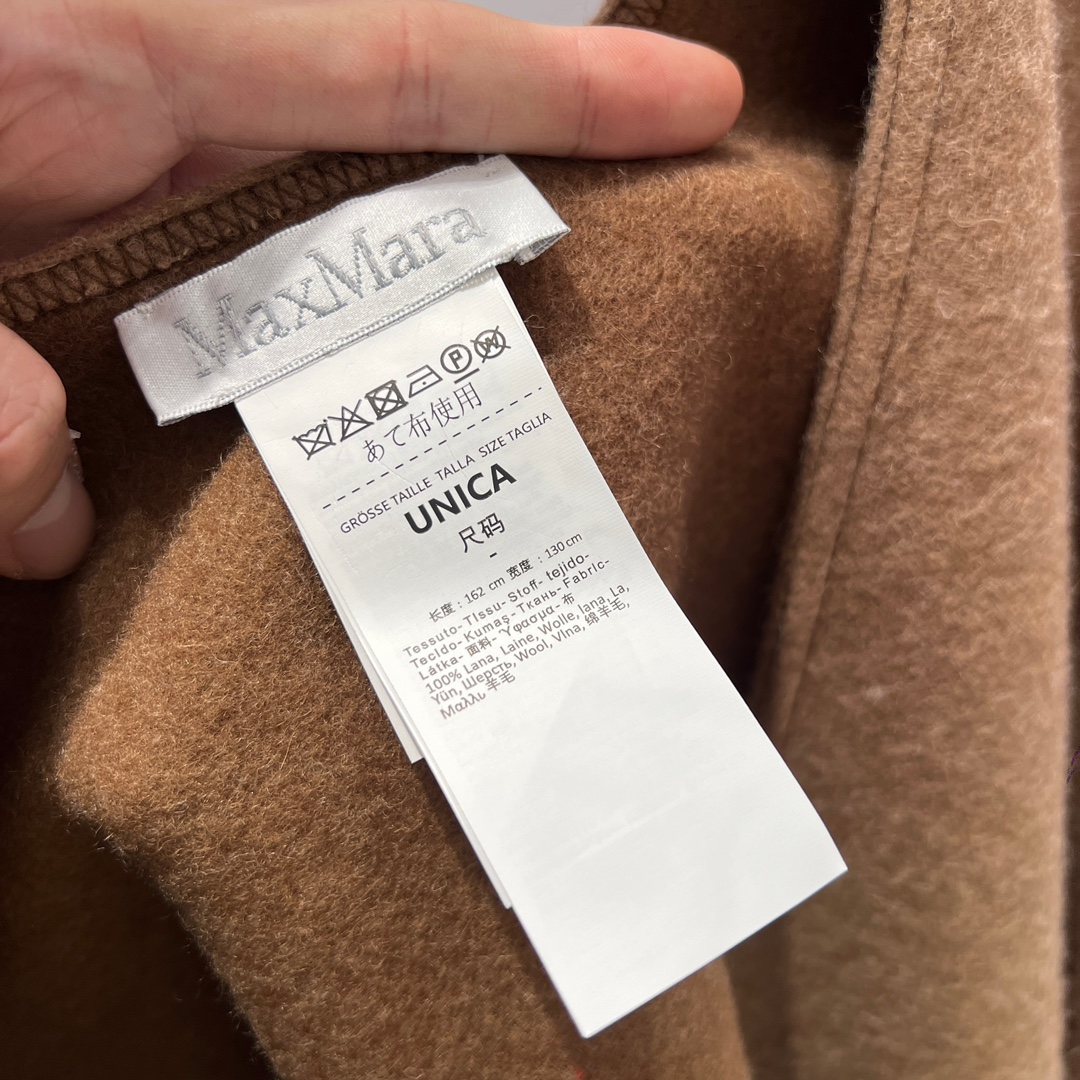 MaxMara
P W
あて布使用
GRÖSSE TAILLE TALLA SIZE TAGLIA
UNICA
尺码
-
长度 : 162 cm 宽度 : 130 cm
Tessuto- Tissu- Stoff- tejido-
Tecido- Kumaş- Ткань- Fabric-
Látka- 面料- Ύφασμα- 布
100% Lana, Laine, Wolle, lana, La,
Yün, Шерсть, Wool, Vlna, 绵羊毛,
Μαλλι, 羊毛